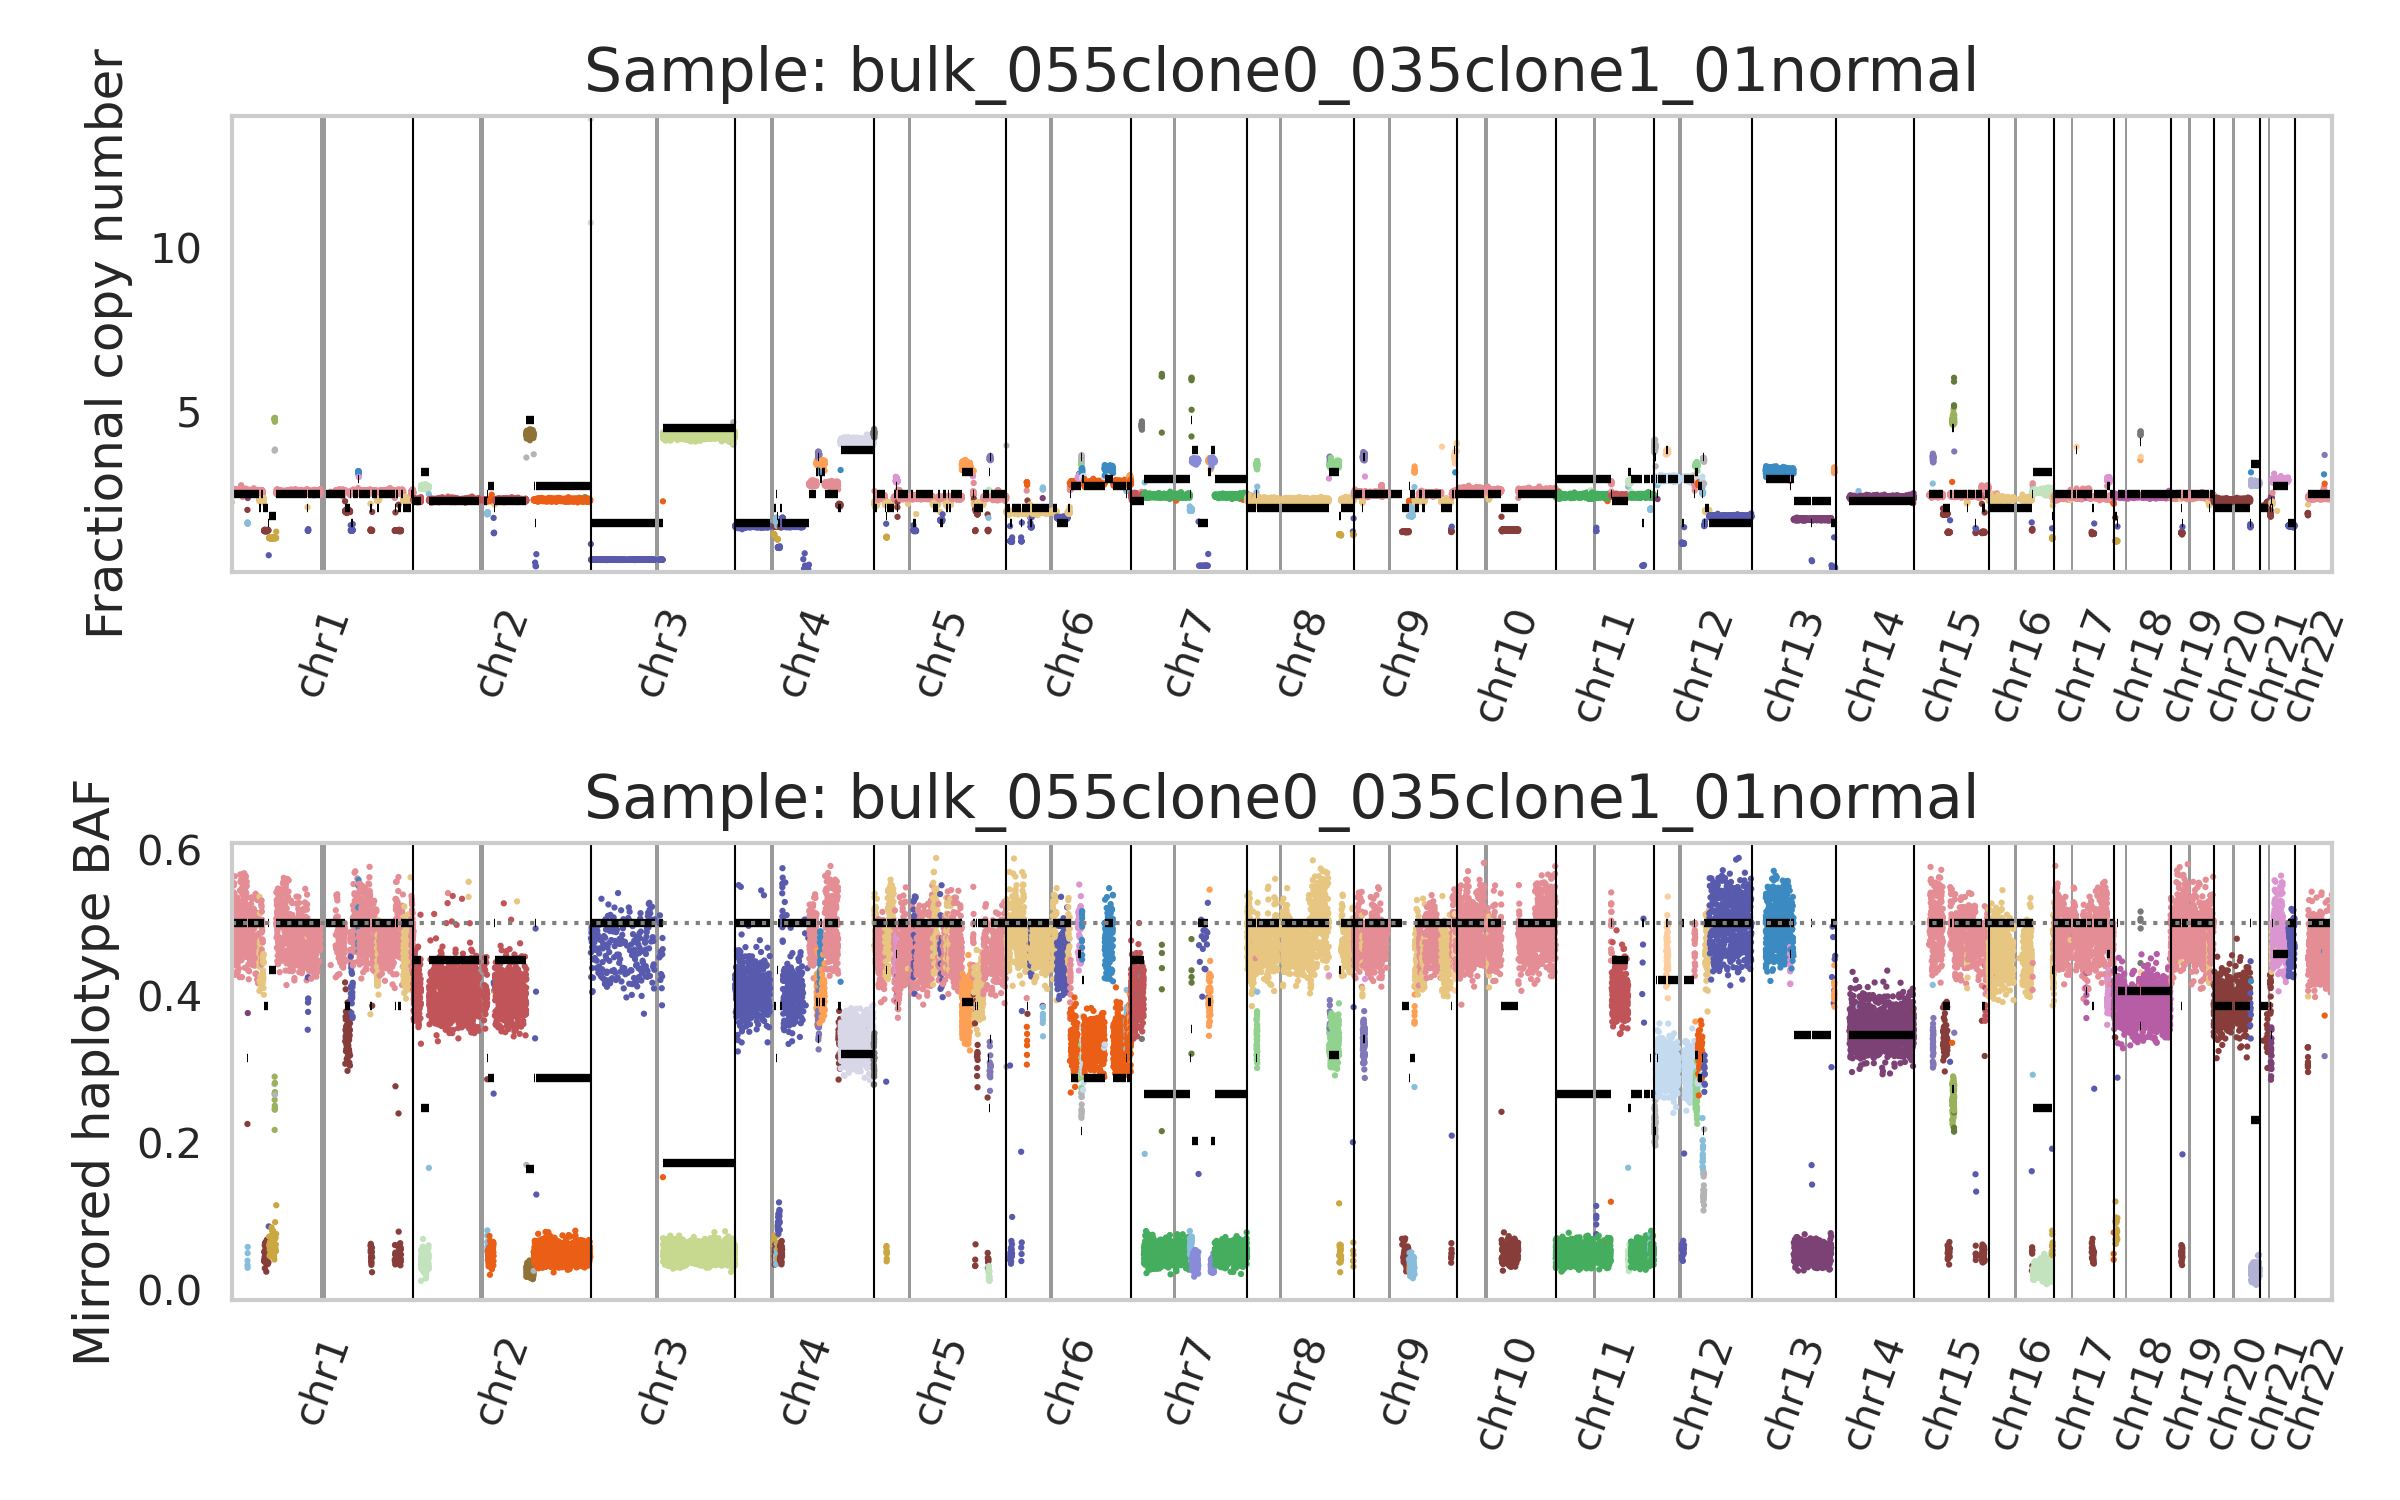 Sample: bulk_055clone0_035clone1_01normal
Fractional copy number
10
5
chr1
chr2
chr3
chr4
chr5
chr6
chr7
chr8
chr9
chr10
chr11
chr12
chr13
chr14
chr15
chr16
chr17
chr18
chr19
chr20
chr21
chr22
Sample: bulk_055clone0_035clone1_01normal
Mirrored haplotype BAF
0.6
0.4
0.2
0.0
chr1
chr2
chr3
chr4
chr5
chr6
chr7
chr8
chr9
chr10
chr11
chr12
chr13
chr14
chr15
chr16
chr17
chr18
chr19
chr20
chr21
chr22